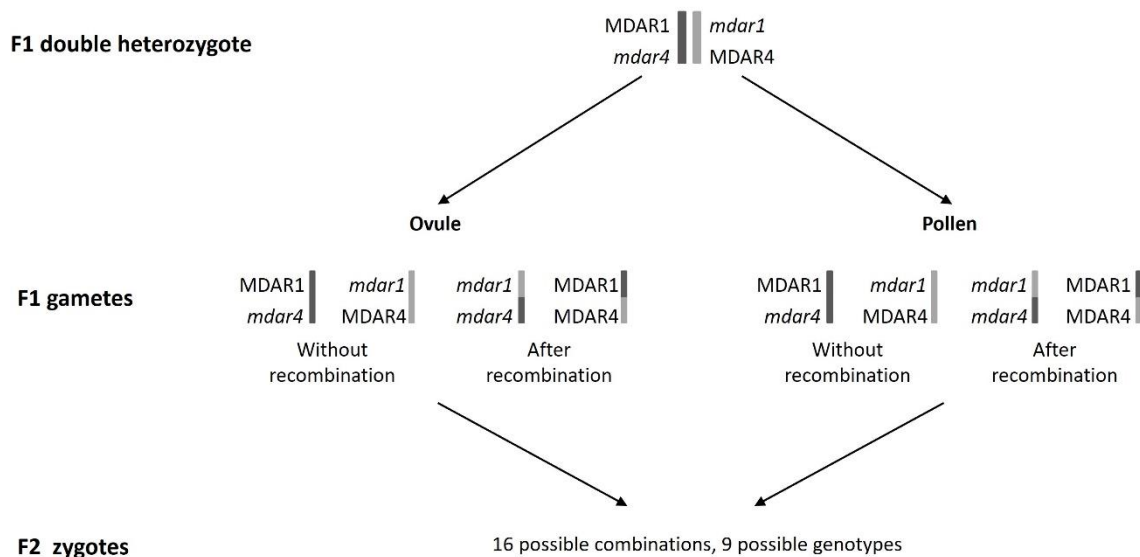 F1 double heterozygote
MDAR1 mdar1
mdar4 MDAR4
Ovule Pollen
F1 gametes
MDAR1 mdar1 mdar1 MDAR1 MDAR1 mdar1 mdar1 MDAR1
mdar4 MDAR4 mdar4 MDAR4 mdar4 MDAR4 mdar4 MDAR4
Without After Without After
recombination recombination recombination recombination
F2 zygotes 16 possible combinations, 9 possible genotypes